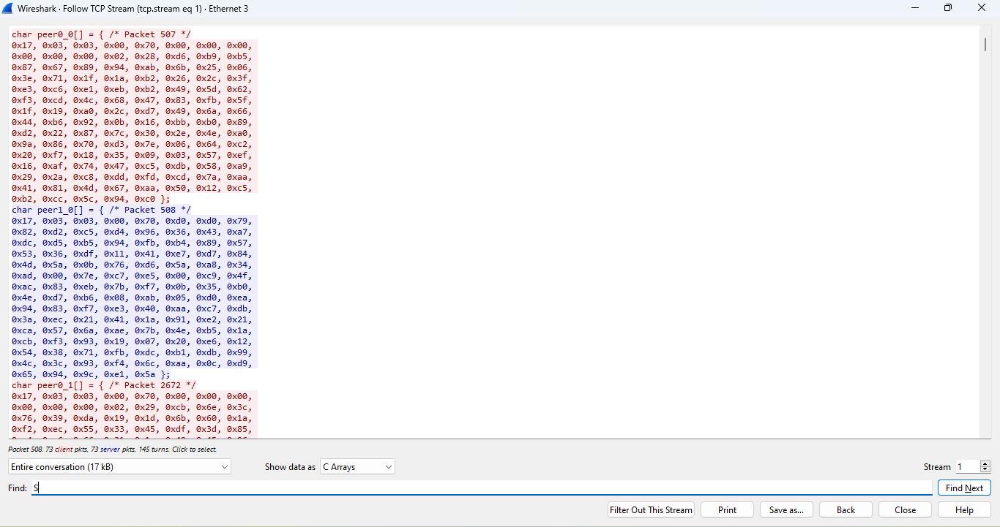 Wireshark · Follow TCP Stream (tcp.stream eq 1) · Ethernet 3
char peer0_0[] = { /* Packet 507 */
0x17, 0x03, 0x03, 0x00, 0x70, 0x00, 0x00, 0x00,
0x00, 0x00, 0x00, 0x02, 0x28, 0xd6, 0xb9, 0xb5,
0x87, 0x67, 0x89, 0x94, 0xab, 0x6b, 0x25, 0x06,
0x3e, 0x71, 0x1f, 0x1a, 0xb2, 0x26, 0x2c, 0x3f,
0xe3, 0xc6, 0xe1, 0xeb, 0xb2, 0x49, 0x5d, 0x62,
0xf3, 0xcd, 0x4c, 0x68, 0x47, 0x83, 0xfb, 0x5f,
0x1f, 0x19, 0xa0, 0x2c, 0xd7, 0x49, 0x6a, 0x66,
0x44, 0xb6, 0x92, 0x0b, 0x16, 0xbb, 0xb0, 0x89,
0xd2, 0x22, 0x87, 0x7c, 0x30, 0x2e, 0x4e, 0xa0,
0x9a, 0x86, 0x70, 0xd3, 0x7e, 0x06, 0x64, 0xc2,
0x20, 0xf7, 0x18, 0x35, 0x09, 0x03, 0x57, 0xef,
0x16, 0xaf, 0x74, 0x47, 0xc5, 0xdb, 0x58, 0xa9,
0x29, 0x2a, 0xc8, 0xdd, 0xfd, 0xcd, 0x7a, 0xaa,
0x41, 0x81, 0x4d, 0x67, 0xaa, 0x50, 0x12, 0xc5,
0xb2, 0xcc, 0x5c, 0x94, 0xc0 };
char peer1_0[] = { /* Packet 508 */
0x17, 0x03, 0x03, 0x00, 0x70, 0xd0, 0xd0, 0x79,
0x82, 0xd2, 0xc5, 0xd4, 0x96, 0x36, 0x43, 0xa7,
0xdc, 0xd5, 0xb5, 0x94, 0xfb, 0xb4, 0x89, 0x57,
0x53, 0x36, 0xdf, 0x11, 0x41, 0xe7, 0xd7, 0x84,
0x4d, 0x5a, 0x0b, 0x76, 0xd6, 0x5a, 0xa8, 0x34,
0xad, 0x00, 0x7e, 0xc7, 0xe5, 0x00, 0xc9, 0x4f,
0xac, 0x83, 0xeb, 0x7b, 0xf7, 0x0b, 0x35, 0xb0,
0x4e, 0xd7, 0xb6, 0x08, 0xab, 0x05, 0xd0, 0xea,
0x94, 0x83, 0xf7, 0xe3, 0x40, 0xaa, 0xc7, 0xdb,
0x3a, 0xec, 0x21, 0x41, 0x1a, 0x91, 0xe2, 0x21,
0xca, 0x57, 0x6a, 0xae, 0x7b, 0x4e, 0xb5, 0x1a,
0xcb, 0xf3, 0x93, 0x19, 0x07, 0x20, 0xe6, 0x12,
0x54, 0x38, 0x71, 0xfb, 0xdc, 0xb1, 0xdb, 0x99,
0x4c, 0x3c, 0x93, 0xf4, 0x6c, 0xaa, 0x0c, 0xd9,
0x65, 0x94, 0x9c, 0xe1, 0x5a };
char peer0_1[] = { /* Packet 2672 */
0x17, 0x03, 0x03, 0x00, 0x70, 0x00, 0x00, 0x00,
0x00, 0x00, 0x00, 0x02, 0x29, 0xcb, 0x6e, 0x3c,
0x76, 0x39, 0xda, 0x19, 0x1d, 0x6b, 0x60, 0x1a,
0xf2, 0xec, 0x55, 0x33, 0x45, 0xdf, 0x3d, 0x85,
Packet 508. 73 client pkts, 73 server pkts, 145 turns. Click to select.
Entire conversation (17 kB) Show data as C Arrays Stream 1
Find: S Find Next
Filter Out This Stream Print Save as... Back Close Help